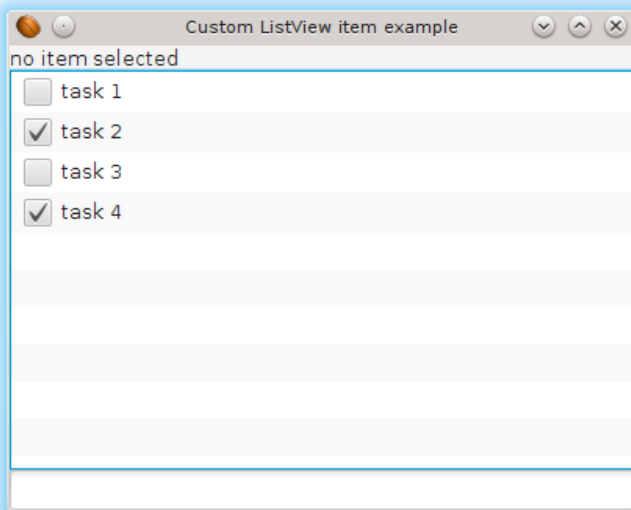 Custom ListView item example
no item selected
task 1
task 2
task 3
task 4